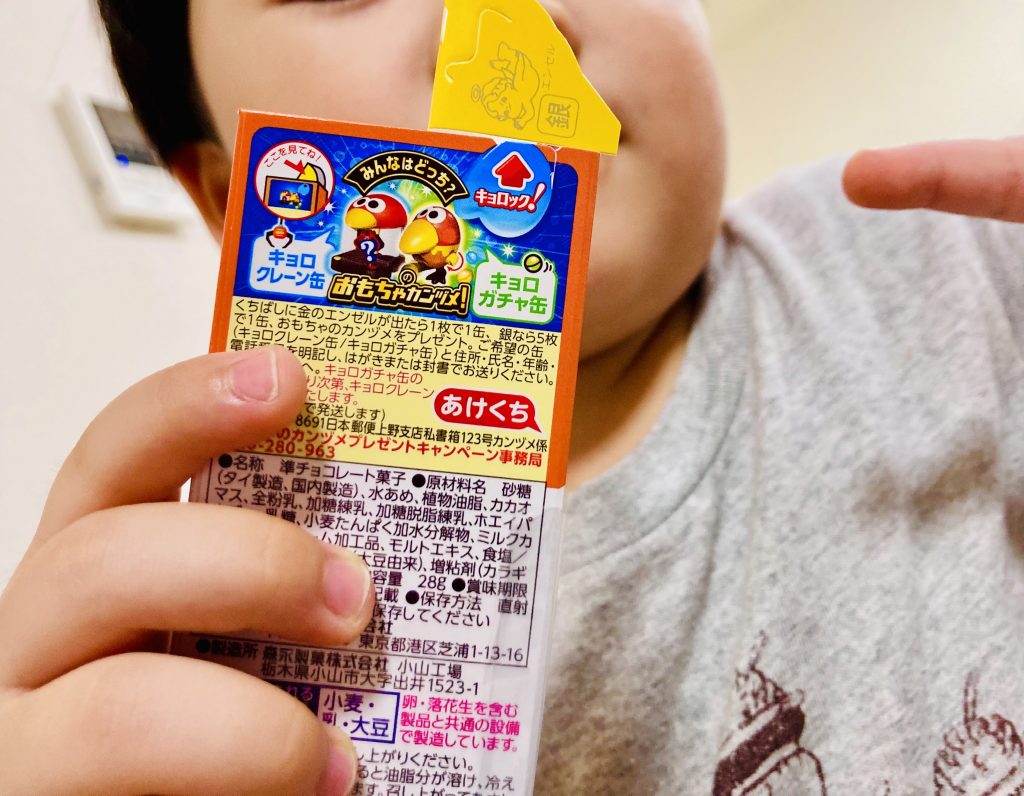 エンゼル
銀
ここを見てね!
みんなはどっち?
キョロック!
?
キョロ
クレーン缶
のおもちゃカンヅメ!
キョロ
ガチャ缶
くちばしに金のエンゼルが出たら1枚で1缶、銀なら5枚
で1缶、おもちゃのカンヅメをプレゼント。ご希望の缶
(キョロクレーン缶/キョロガチャ缶)と住所・氏名・年齢・
を明記し、はがきまたは封書でお送りください。
へ。キョロガチャ缶の
り次第、キョロクレーン
たします。
で発送します)
あけくち
8691日本郵便上野支店私書箱123号カンヅメ係
のカンヅメプレゼントキャンペーン事務局
-280-963
●名称 準チョコレート菓子 ●原材料名 砂糖
(タイ製造、国内製造)、水あめ、植物油脂、カカオ
マス、全粉乳、加糖練乳、加糖脱脂練乳、ホエイパ
乳糖、小麦たんぱく加水分解物、ミルクカ
ム加工品、モルトエキス、食塩/
大豆由来)、増粘剤(カラギ
容量 28g ●賞味期限
記載 ●保存方法 直射
保存してください
会社
東京都港区芝浦1-13-16
●製造所 森永製菓株式会社 小山工場
栃木県小山市大字出井1523-1
れる
小麦・
乳・大豆
卵・落花生を含む
製品と共通の設備
で製造しています。
し上がりください。
ると油脂分が溶け、冷え
ます。召し上がっても